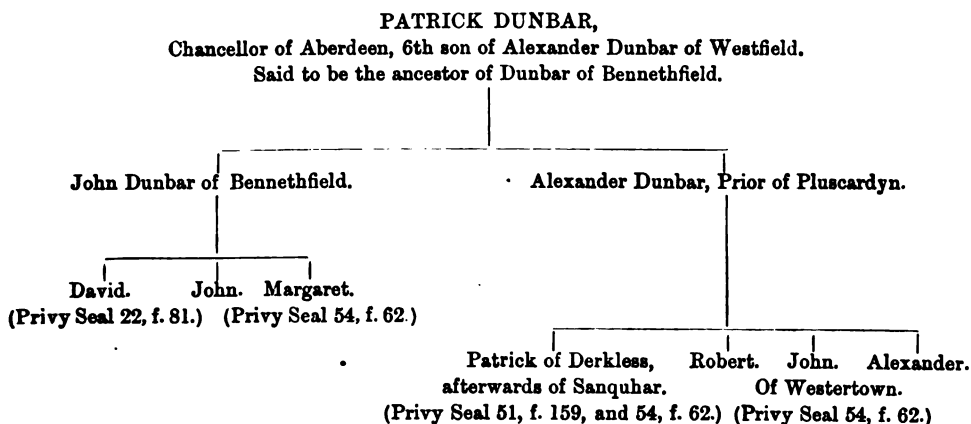 PATRICK DUNBAR,
Chancellor of Aberdeen, 6th son of Alexander Dunbar of Westfield.
Said to be the ancestor of Dunbar of Bennethfield.
John Dunbar of Bennethfield.
Alexander Dunbar, Prior of Pluscardyn.
David. John. Margaret.
(Privy Seal 22, f. 81.) (Privy Seal 54, f. 62.)
Patrick of Derkless, Robert. John. Alexander.
afterwards of Sanquhar. Of Westertown.
(Privy Seal 51, f. 159, and 54, f. 62.) (Privy Seal 54, f. 62.)